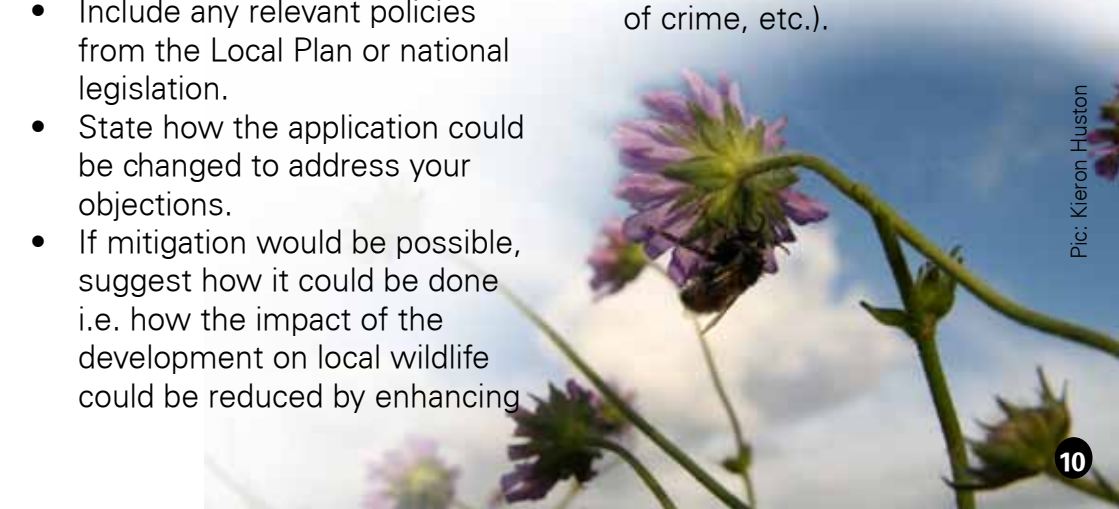 • Include any relevant policies
from the Local Plan or national
legislation.
• State how the application could
be changed to address your
objections.
• If mitigation would be possible,
suggest how it could be done
i.e. how the impact of the
development on local wildlife
could be reduced by enhancing
of crime, etc.).
Pic: Kieron Huston
10